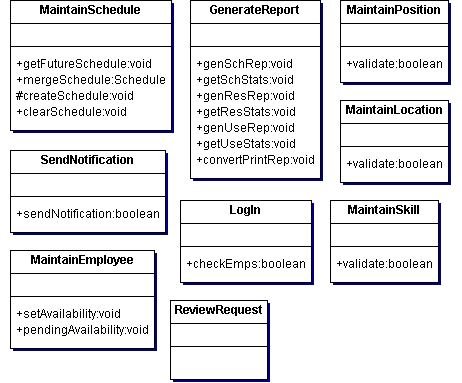 MaintainSchedule
+getFutureSchedule:void
+mergeSchedule:Schedule
#createSchedule:void
+clearSchedule:void
GenerateReport
+genSchRep:void
+getSchStats:void
+genResRep:void
+getResStats:void
+genUseRep:void
+getUseStats:void
+convertPrintRep:void
MaintainPosition
+validate:boolean
MaintainLocation
+validate:boolean
SendNotification
+sendNotification:boolean
LogIn
+checkEmps:boolean
MaintainSkill
+validate:boolean
MaintainEmployee
+setAvailability:void
+pendingAvailability:void
ReviewRequest